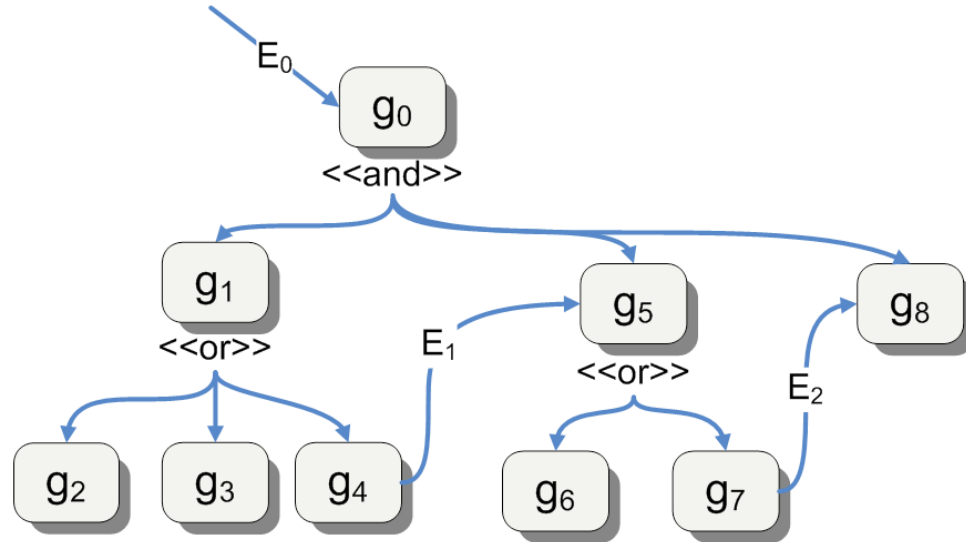 E₀
g₀
<<and>>
g₁
g₅
g₈
<<or>>
E₁
<<or>>
E₂
g₂
g₃
g₄
g₆
g₇